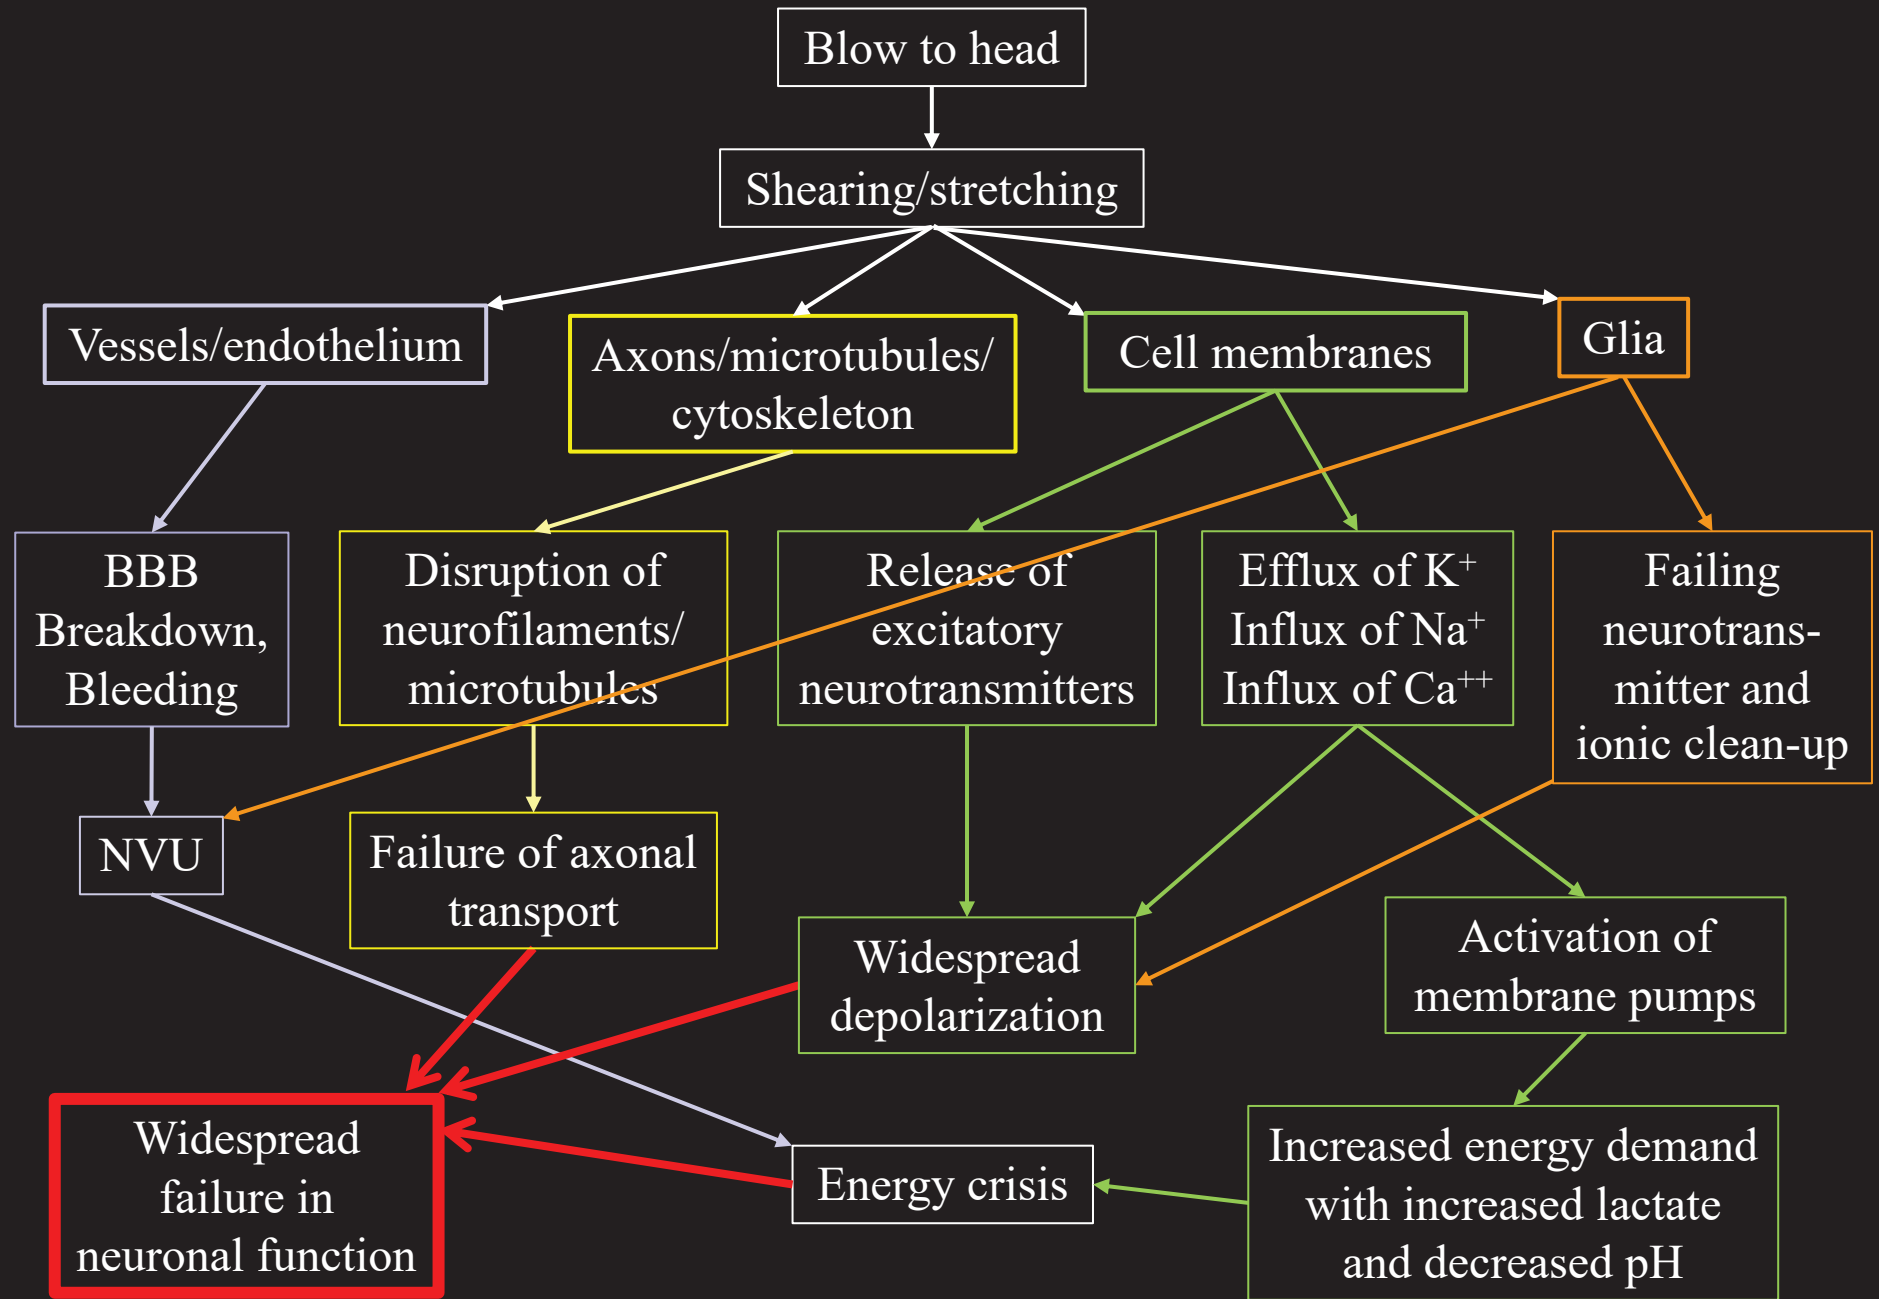 Blow to head
Shearing/stretching
Vessels/endothelium
Axons/microtubules/
cytoskeleton
Cell membranes
Glia
BBB
Breakdown,
Bleeding
Disruption of
neurofilaments/
microtubules
Release of
excitatory
neurotransmitters
Efflux of K⁺
Influx of Na⁺
Influx of Ca⁺⁺
Failing
neurotrans-
mitter and
ionic clean-up
NVU
Failure of axonal
transport
Widespread
depolarization
Activation of
membrane pumps
Widespread
failure in
neuronal function
Energy crisis
Increased energy demand
with increased lactate
and decreased pH